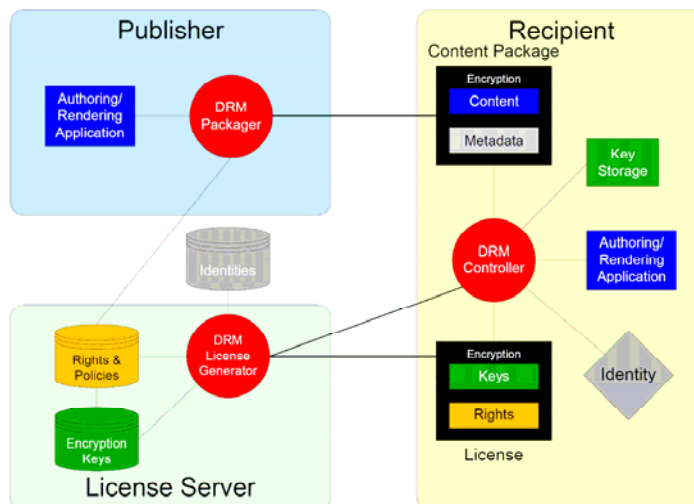 Publisher
Authoring/
Rendering
Application
DRM
Packager
Recipient
Content Package
Encryption
Content
Metadata
Key
Storage
DRM
Controller
Authoring/
Rendering
Application
Identity
Identities
DRM
License
Generator
Rights &
Policies
Encryption
Keys
License Server
Encryption
Keys
Rights
License